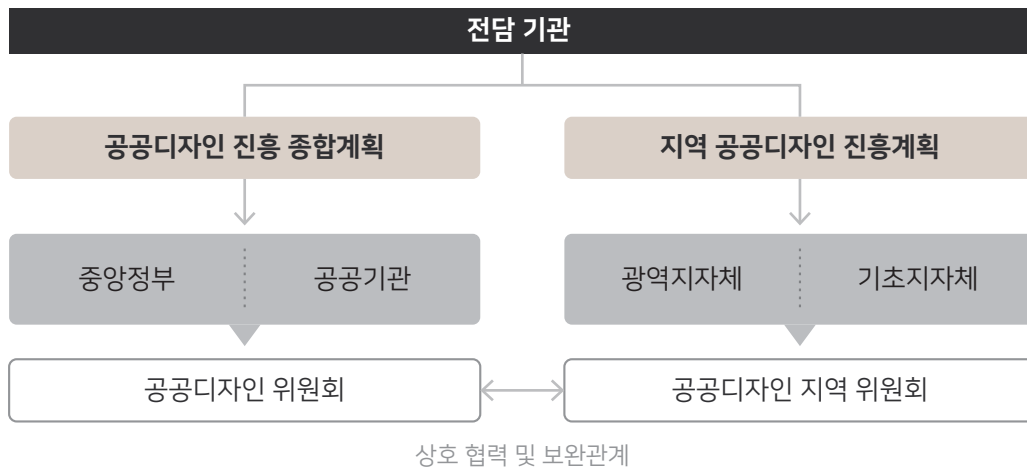 전담 기관
공공디자인 진흥 종합계획
지역 공공디자인 진흥계획
중앙정부
공공기관
광역지자체
기초지자체
공공디자인 위원회
공공디자인 지역 위원회
상호 협력 및 보완관계